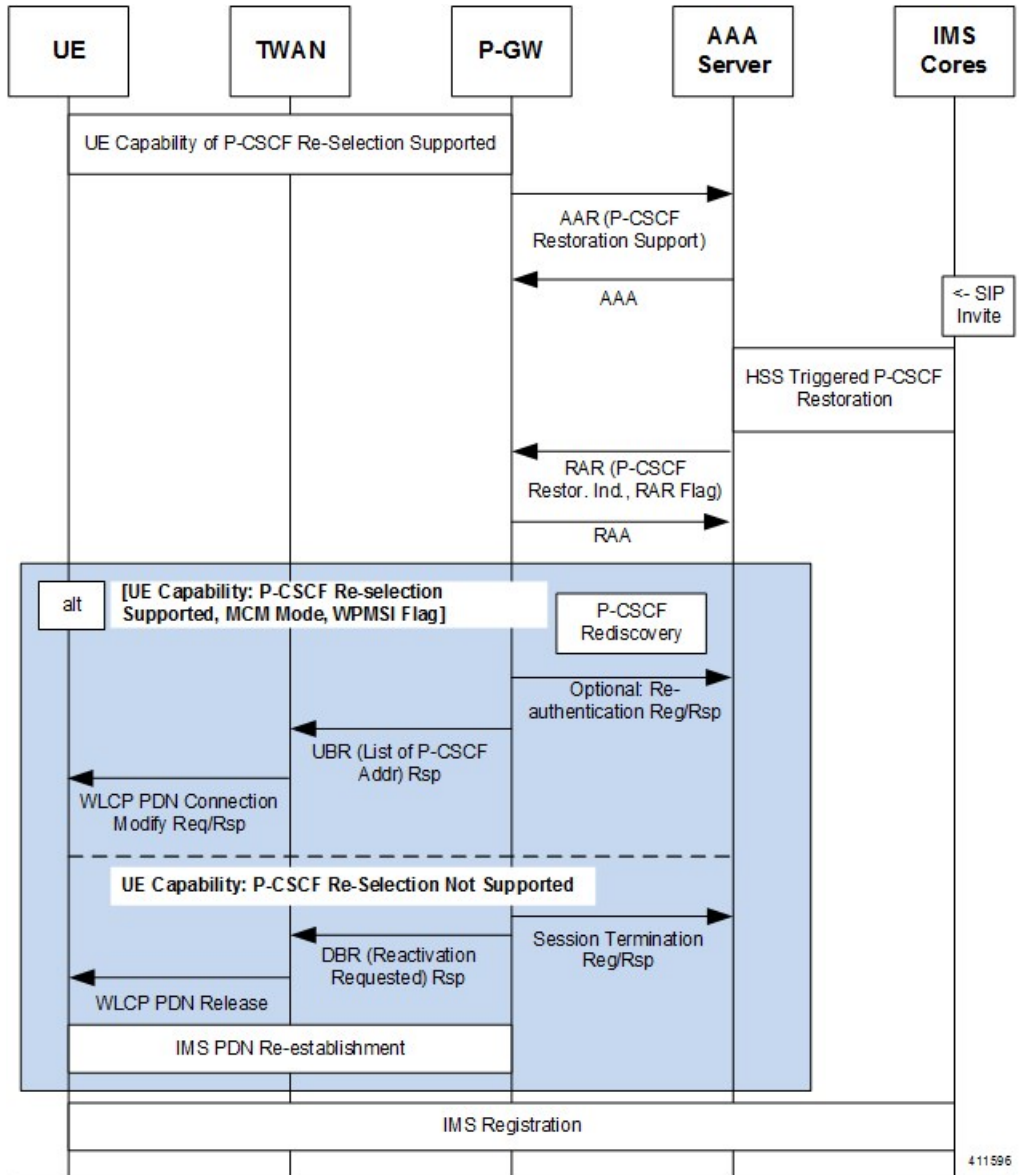 UE
TWAN
P-GW
AAA
Server
IMS
Cores
UE Capability of P-CSCF Re-Selection Supported
AAR (P-CSCF
Restoration Support)
AAA
<- SIP
Invite
HSS Triggered P-CSCF
Restoration
RAR (P-CSCF
Restor. Ind., RAR Flag)
RAA
alt
[UE Capability: P-CSCF Re-selection
Supported, MCM Mode, WPMSI Flag]
P-CSCF
Rediscovery
Optional: Re-
authentication Reg/Rsp
UBR (List of P-CSCF
Addr) Rsp
WLCP PDN Connection
Modify Req/Rsp
UE Capability: P-CSCF Re-Selection Not Supported
Session Termination
Reg/Rsp
DBR (Reactivation
Requested) Rsp
WLCP PDN Release
IMS PDN Re-establishment
IMS Registration
411596